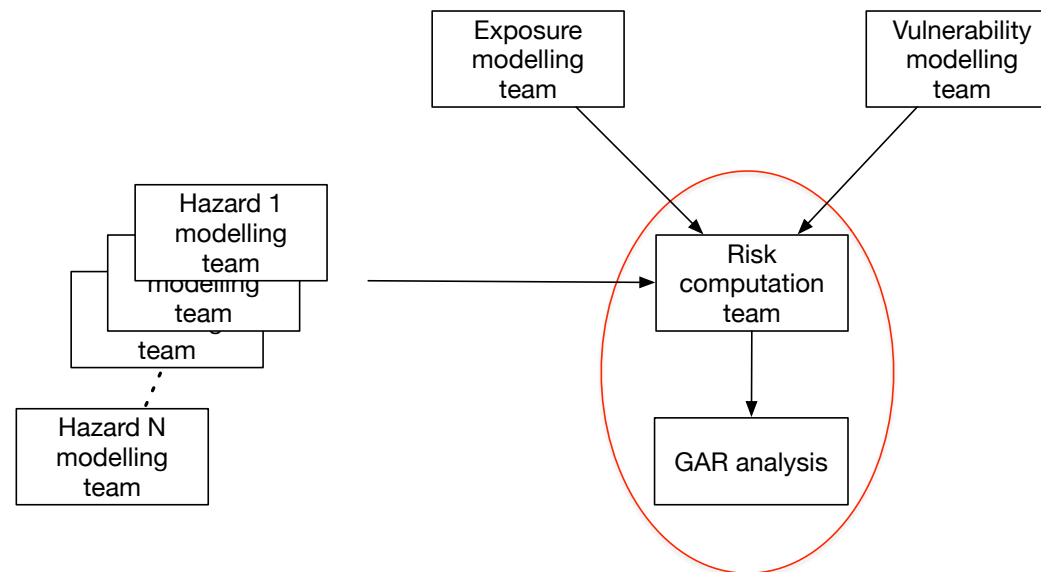 Exposure
modelling
team
Vulnerability
modelling
team
Hazard 1
modelling
team
modelling
team
team
Hazard N
modelling
team
Risk
computation
team
GAR analysis